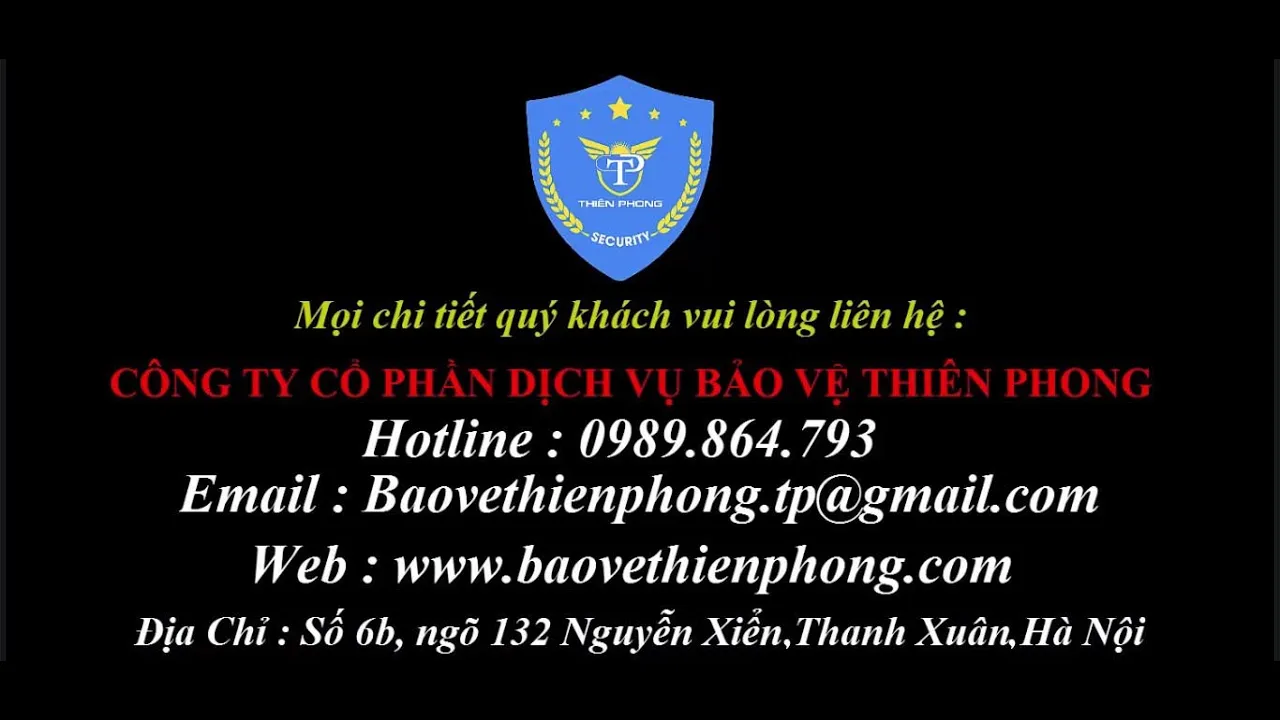 TP
THIÊN PHONG
SECURITY
Mọi chi tiết quý khách vui lòng liên hệ :
CÔNG TY CỔ PHẦN DỊCH VỤ BẢO VỆ THIÊN PHONG
Hotline : 0989.864.793
Email : Baovethienphong.tp@gmail.com
Web : www.baovethienphong.com
Địa Chỉ : Số 6b, ngõ 132 Nguyễn Xiển,Thanh Xuân,Hà Nội